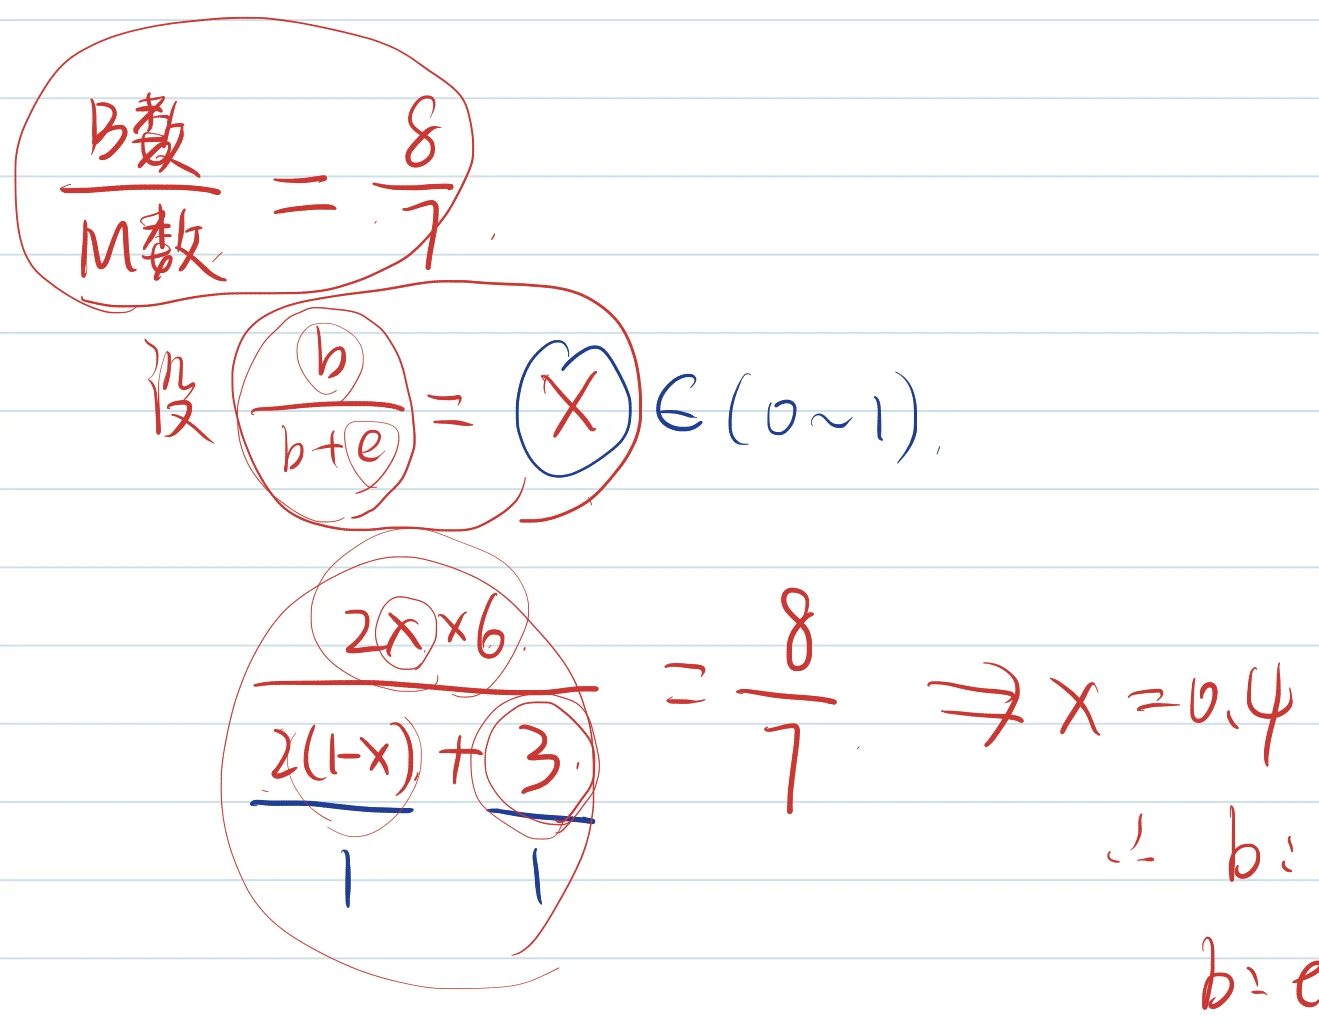 B数/M数 = 8/7.
设 b/(b+e) = X ∈ (0~1).
2x×6/(2(1-x)+3) = 8/7 ⇒ x=0.4
1 1
∴ b:
b: e